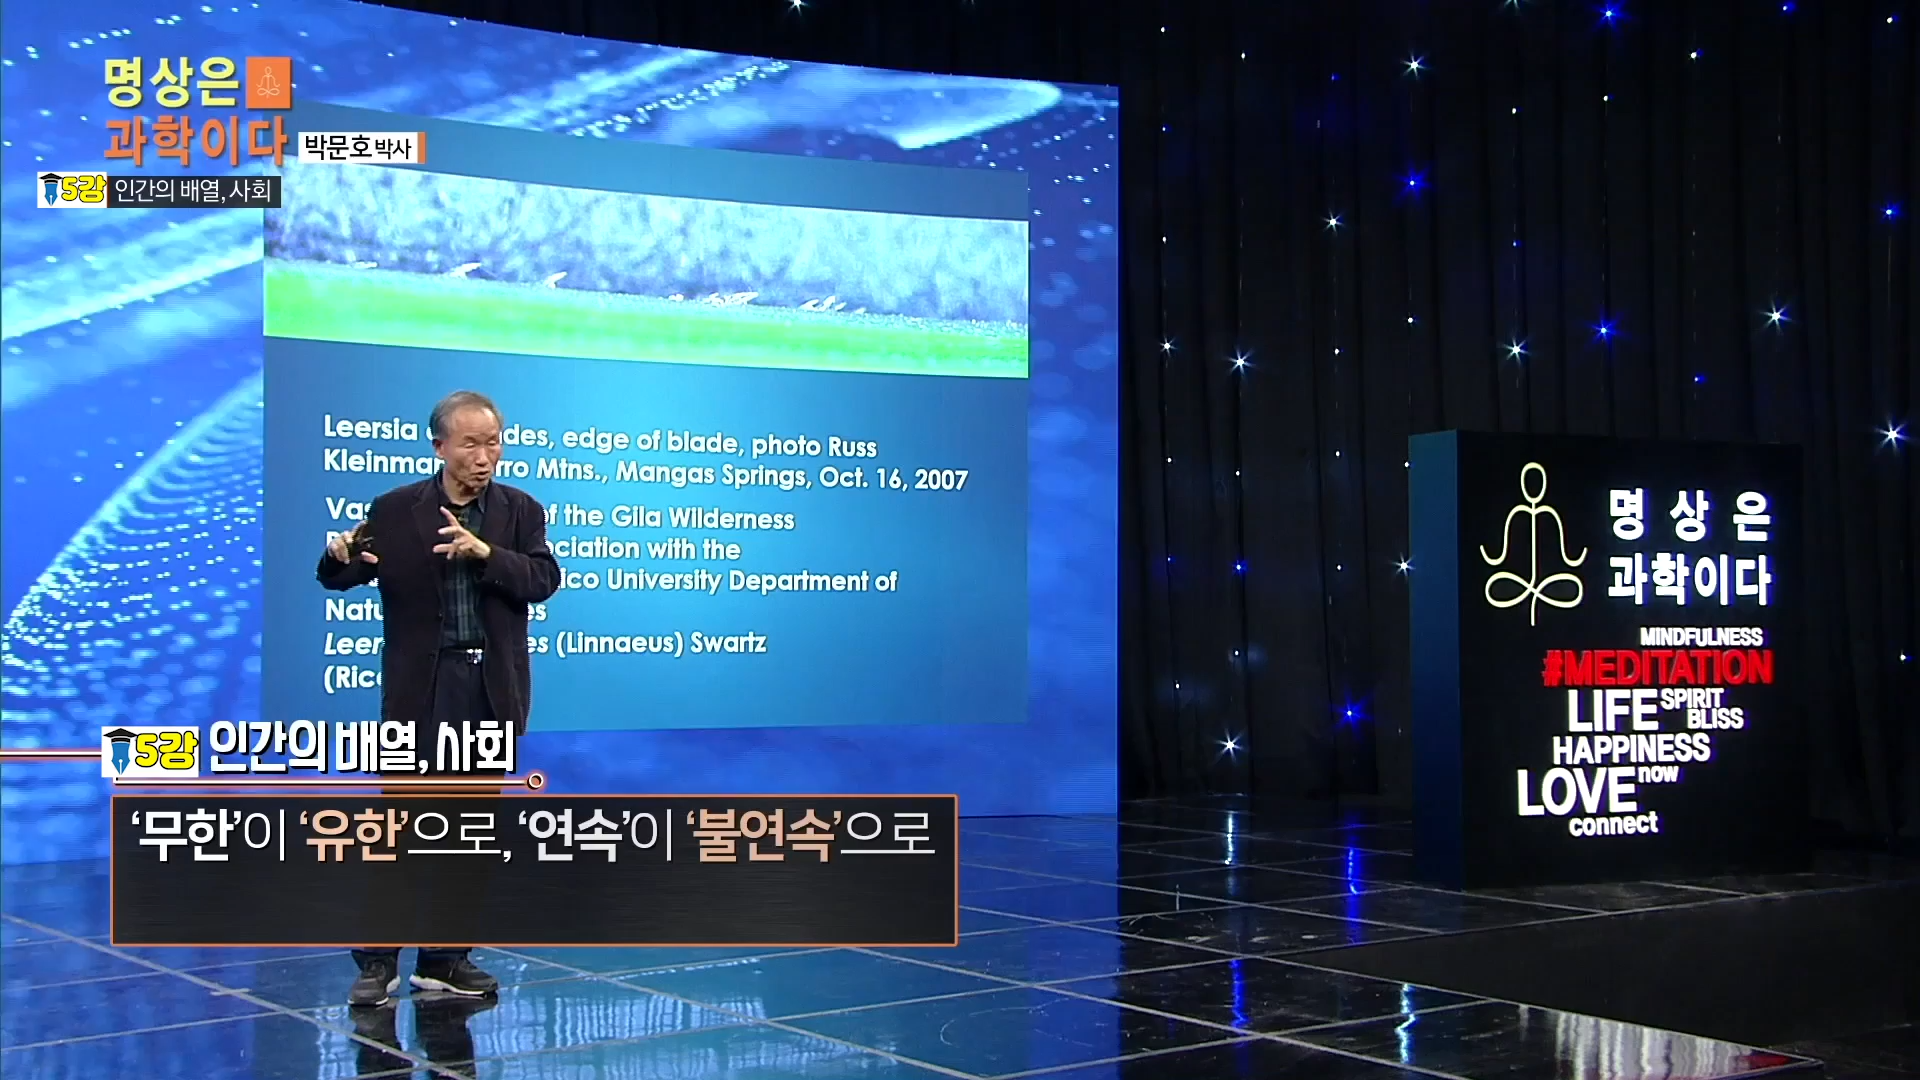 명상은
과학이다 박문호 박사
5강 인간의 배열, 사회
Leersia des, edge of blade, photo Russ
Kleinman rro Mtns., Mangas Springs, Oct. 16, 2007
of the Gila Wilderness
ciation with the
ico University Department of
(Linnaeus) Swartz
명상은
과학이다
MINDFULNESS
#MEDITATION
LIFE SPIRIT
BLISS
HAPPINESS
LOVE now
connect
5강 인간의 배열, 사회
‘무한’이 ‘유한’으로, ‘연속’이 ‘불연속’으로